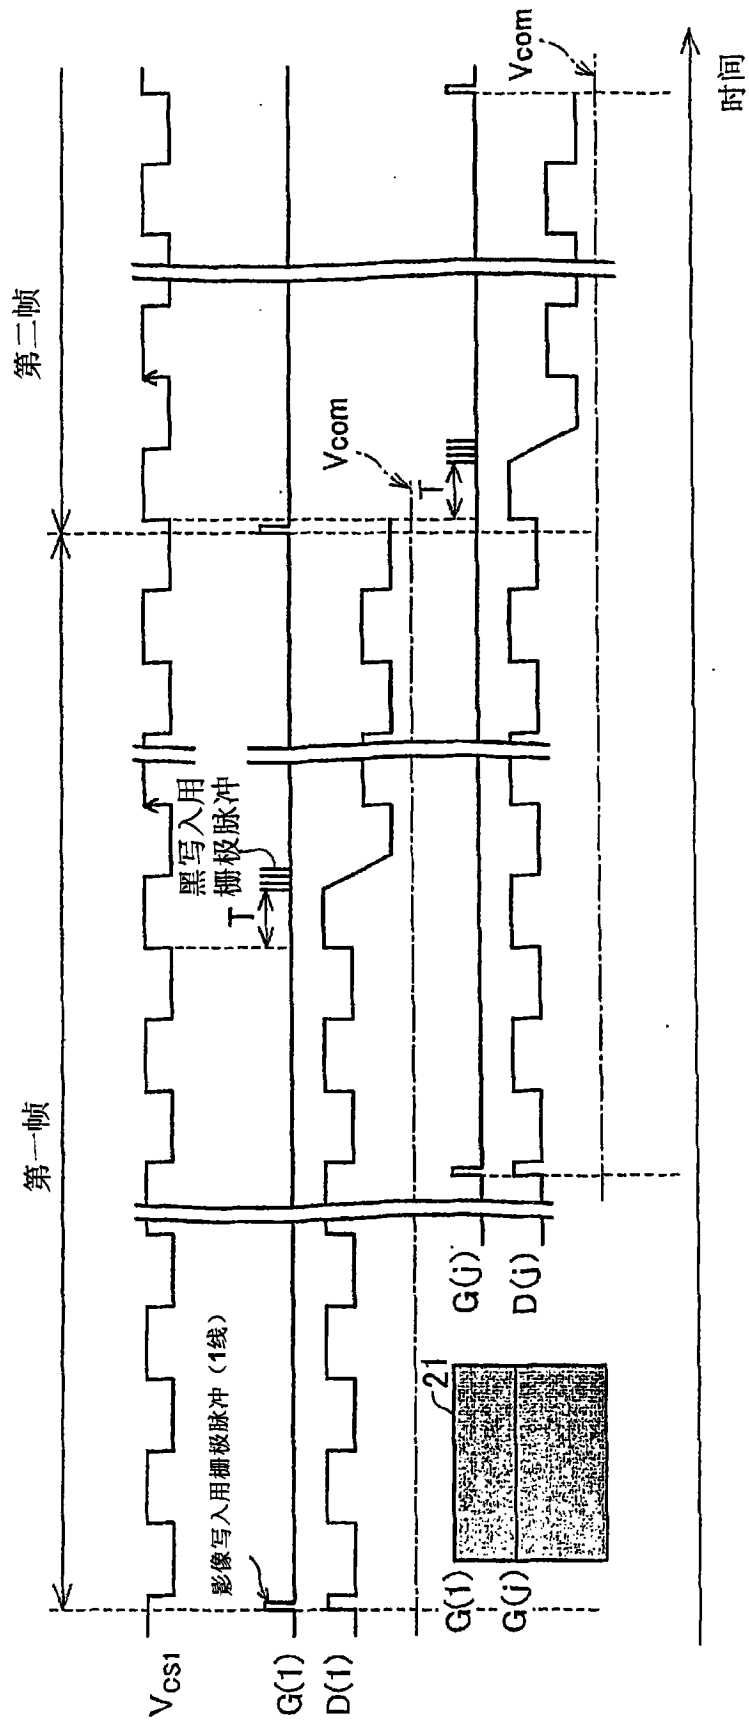 第一帧
第二帧
Vcs1
影像写入用栅极脉冲（1线）
黑写入用
栅极脉冲
T
G(1)
D(1)
Vcom
T
G(j)
D(j)
Vcom
21
G(1)
G(j)
时间